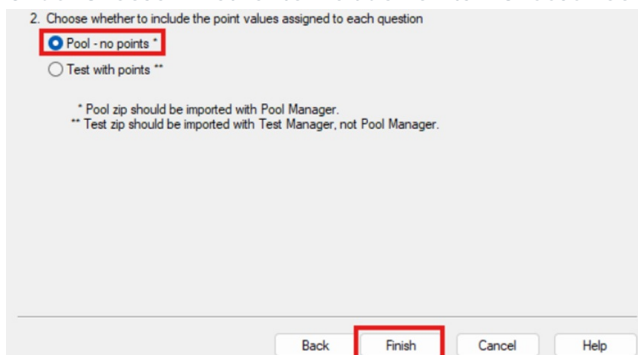 2. Choose whether to include the point values assigned to each question
Pool - no points *
Test with points **
* Pool zip should be imported with Pool Manager.
** Test zip should be imported with Test Manager, not Pool Manager.
Back Finish Cancel Help